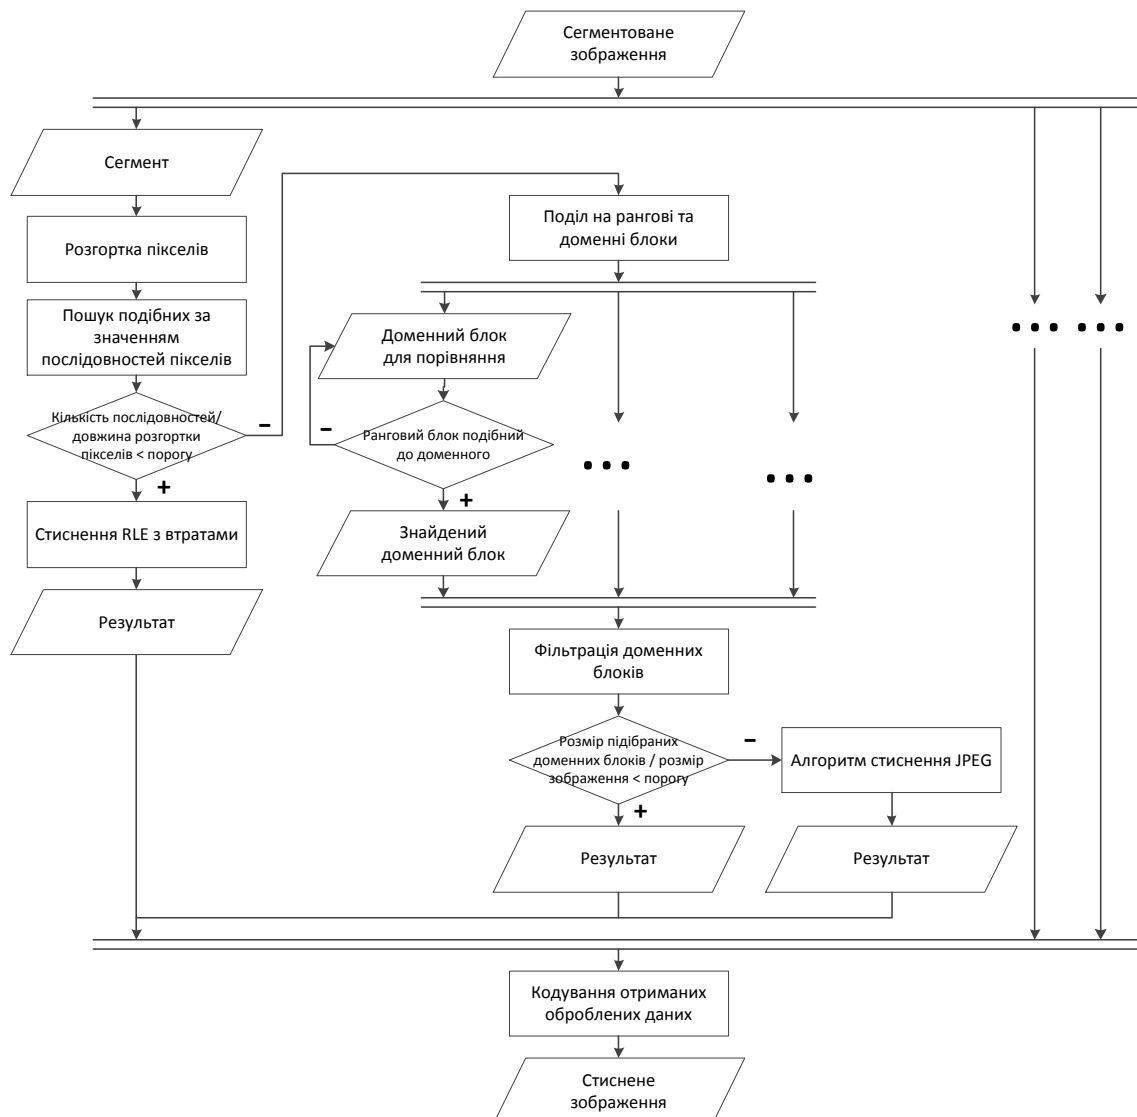 Сегментоване
зображення
Сегмент
Розгортка пікселів
Пошук подібних за
значенням
послідовностей пікселів
Кількість послідовностей/
довжина розгортки
пікселів < порогу
–
+
Стиснення RLE з втратами
Результат
Поділ на рангові та
доменні блоки
Доменний блок
для порівняння
Ранговий блок подібний
до доменного
–
+
Знайдений
доменний блок
...
...
... ...
Фільтрація доменних
блоків
Розмір підібраних
доменних блоків / розмір
зображення < порогу
–
+
Алгоритм стиснення JPEG
Результат
Результат
Кодування отриманих
оброблених даних
Стиснене
зображення